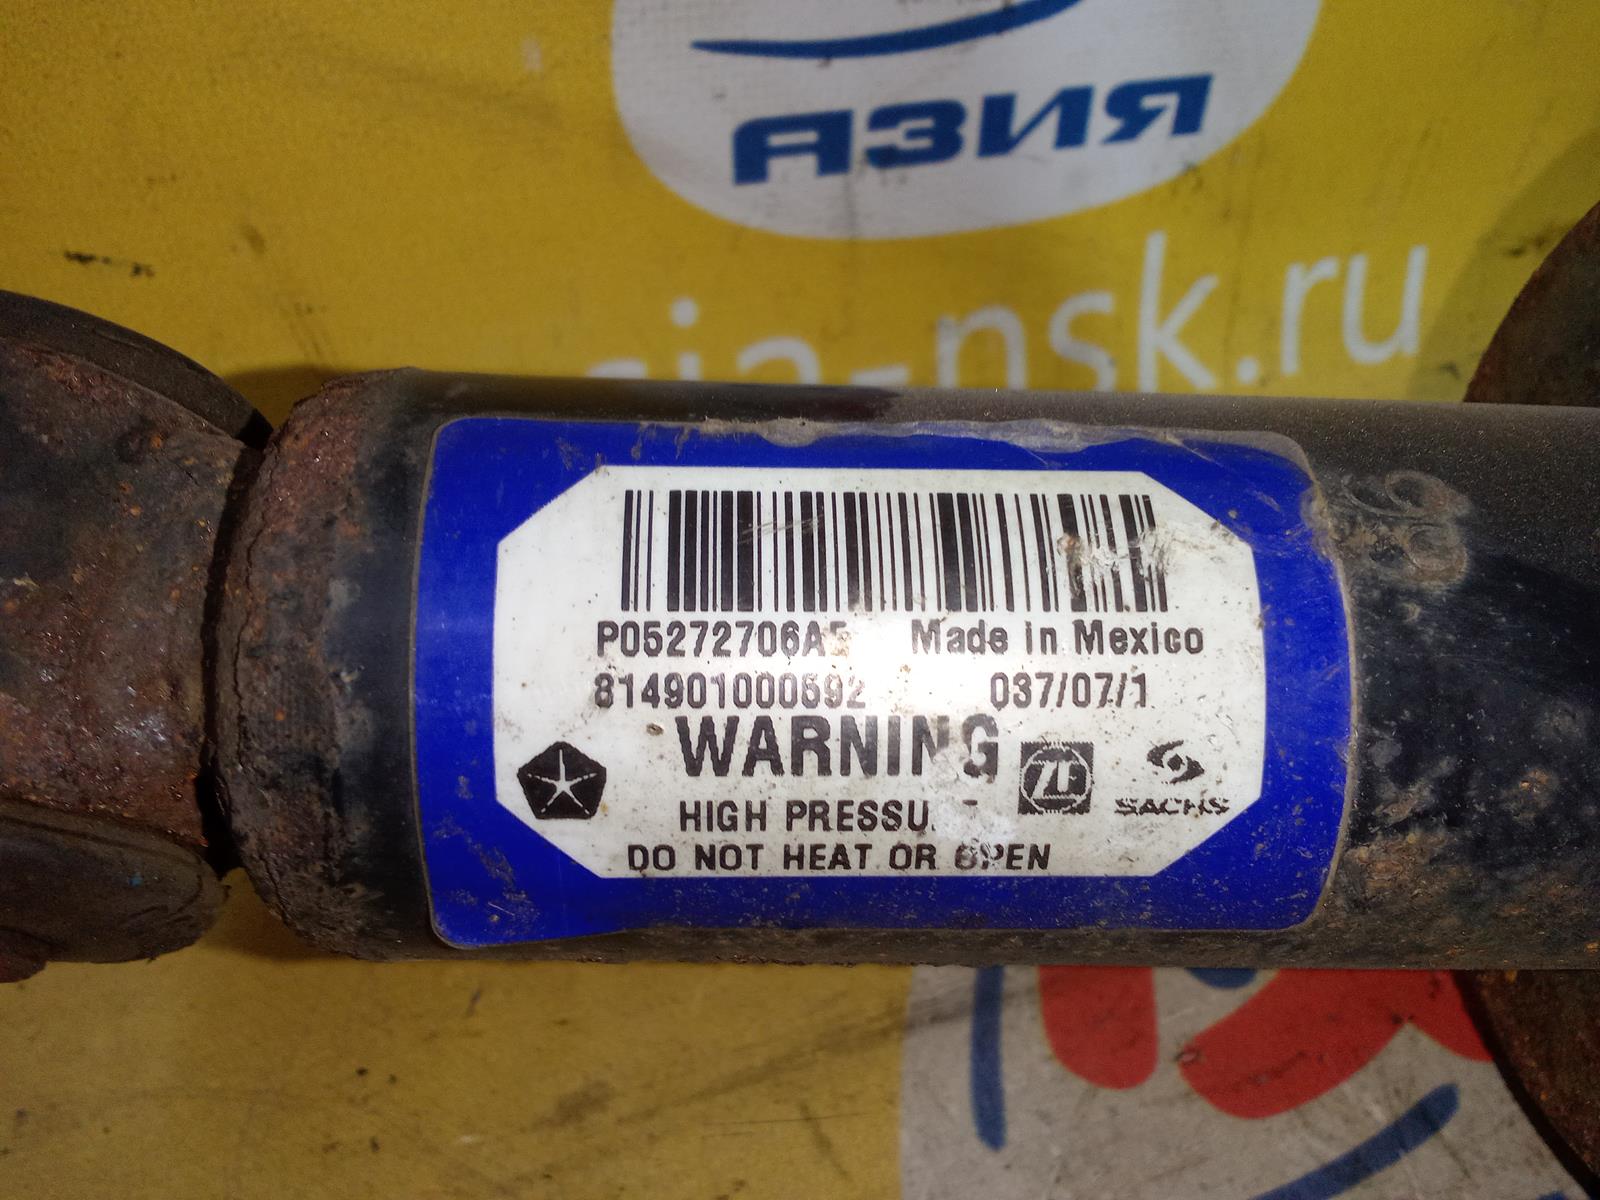 АЗИЯ
sia-nsk.ru
P05272706A Made in Mexico
814901000692 037/07/1
WARNING
ZF SACHS
HIGH PRESSU
DO NOT HEAT OR OPEN